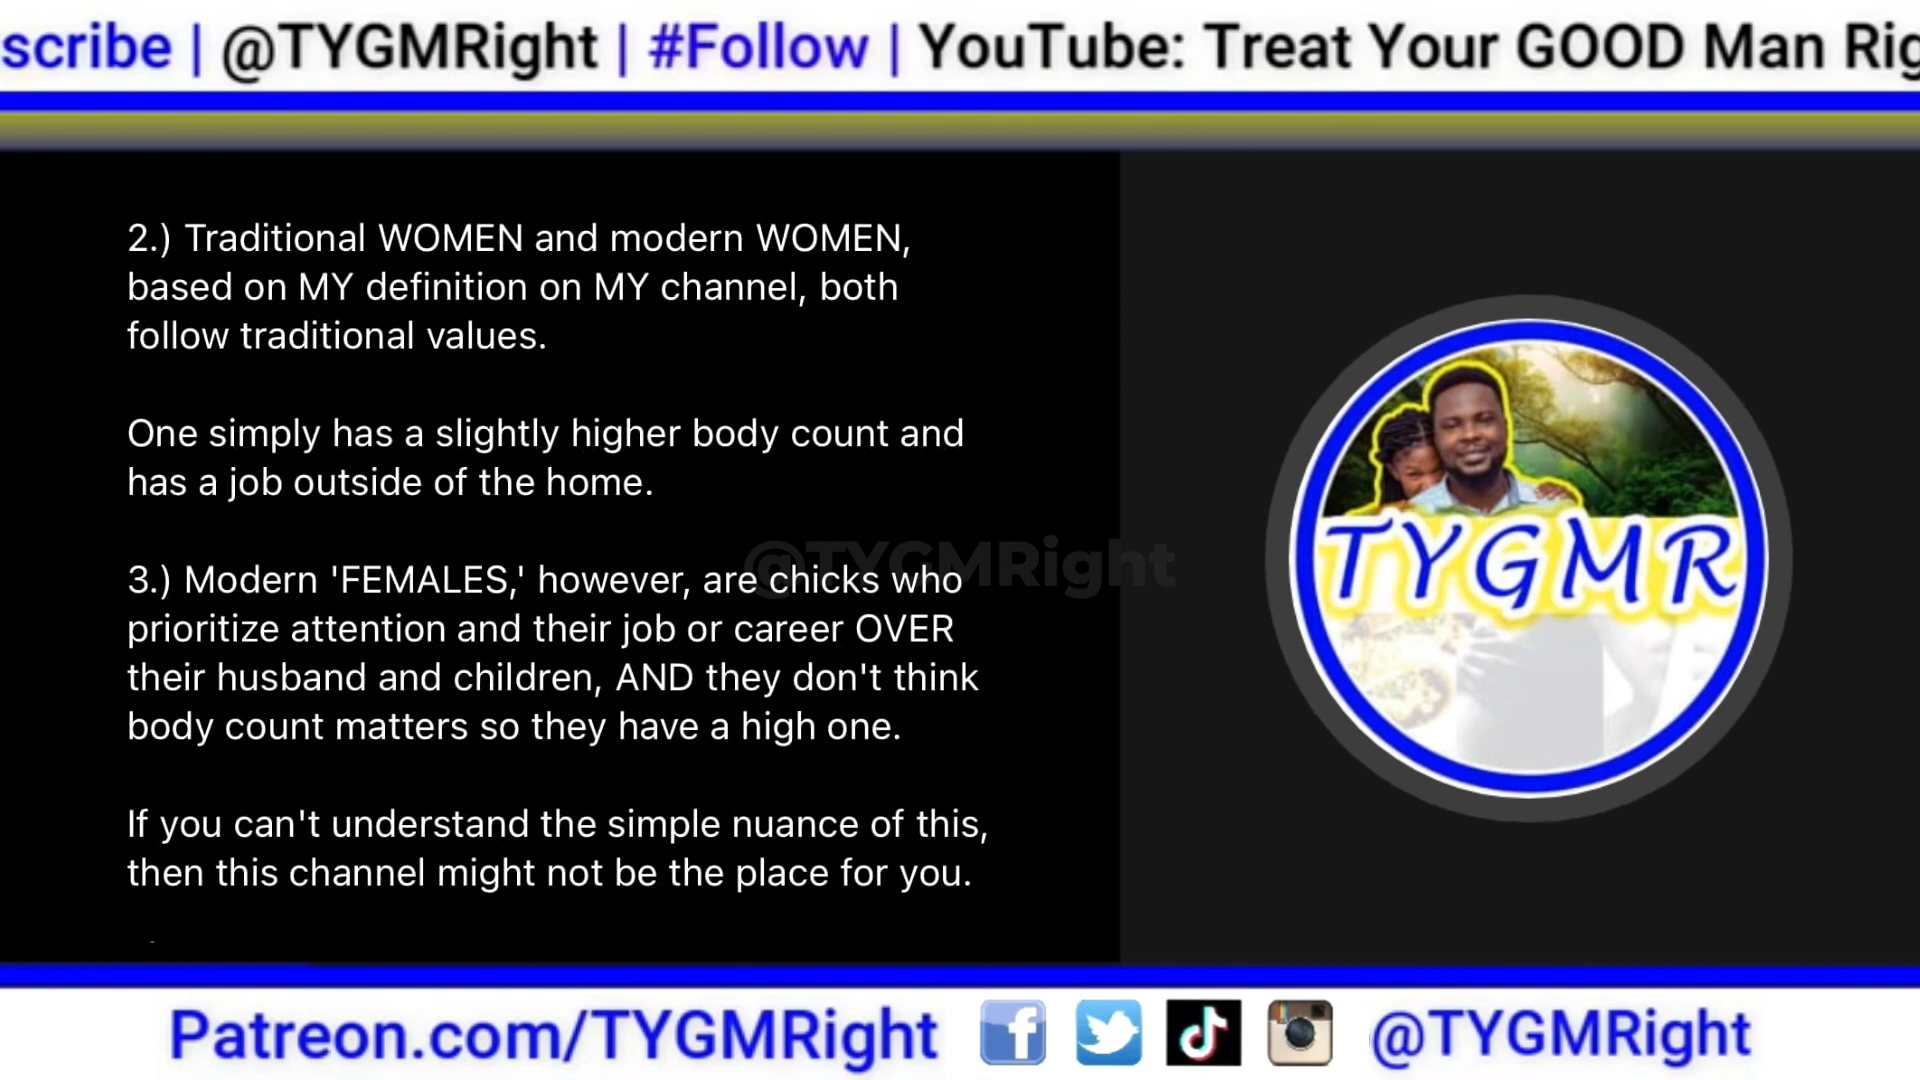 scribe | @TYGMRight | #Follow | YouTube: Treat Your GOOD Man Rig
2.) Traditional WOMEN and modern WOMEN,
based on MY definition on MY channel, both
follow traditional values.
One simply has a slightly higher body count and
has a job outside of the home.
3.) Modern 'FEMALES,' however, are chicks who
prioritize attention and their job or career OVER
their husband and children, AND they don't think
body count matters so they have a high one.
If you can't understand the simple nuance of this,
then this channel might not be the place for you.
@TYGMRight
TYGMR
Patreon.com/TYGMRight
@TYGMRight